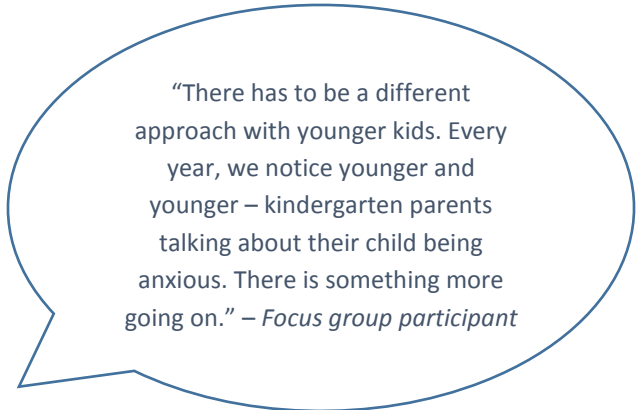 “There has to be a different
approach with younger kids. Every
year, we notice younger and
younger – kindergarten parents
talking about their child being
anxious. There is something more
going on.” – Focus group participant